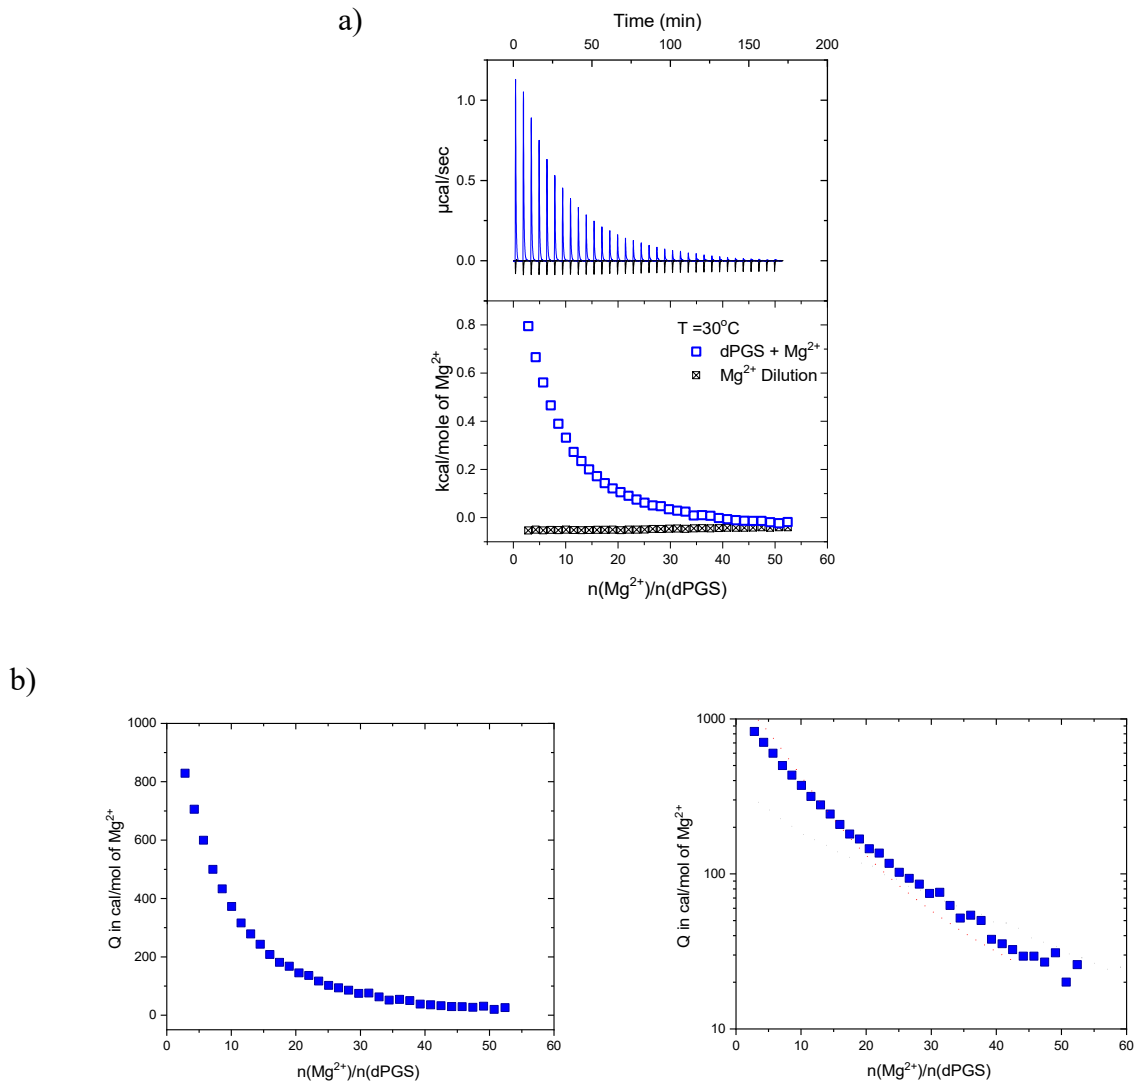 a)
Time (min)
0 50 100 150 200
1.0
0.5
0.0
µcal/sec
0.8
0.6
0.4
0.2
0.0
kcal/mole of Mg²⁺
T =30°C
dPGS + Mg²⁺
Mg²⁺ Dilution
0 10 20 30 40 50 60
n(Mg²⁺)/n(dPGS)
b)
1000
800
600
400
200
0
Q in cal/mol of Mg²⁺
0 10 20 30 40 50 60
n(Mg²⁺)/n(dPGS)
1000
100
10
Q in cal/mol of Mg²⁺
0 10 20 30 40 50 60
n(Mg²⁺)/n(dPGS)